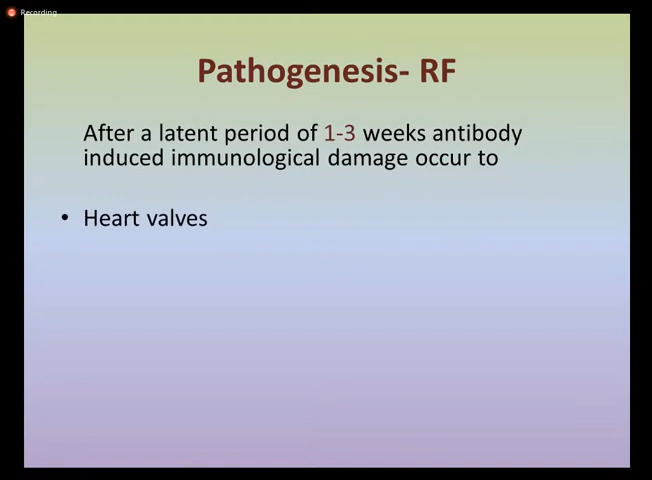 Recording
Pathogenesis- RF
After a latent period of 1-3 weeks antibody
induced immunological damage occur to
• Heart valves